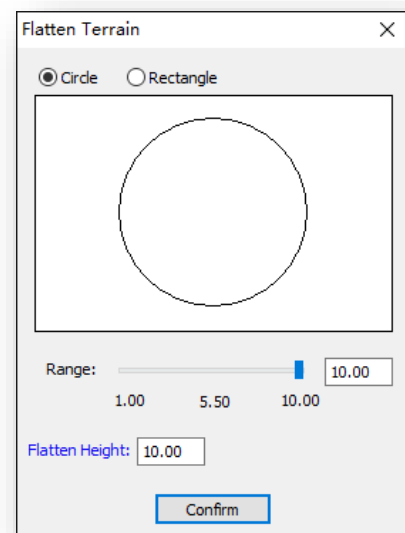 Flatten Terrain
Circle Rectangle
Range: 10.00
1.00 5.50 10.00
Flatten Height: 10.00
Confirm